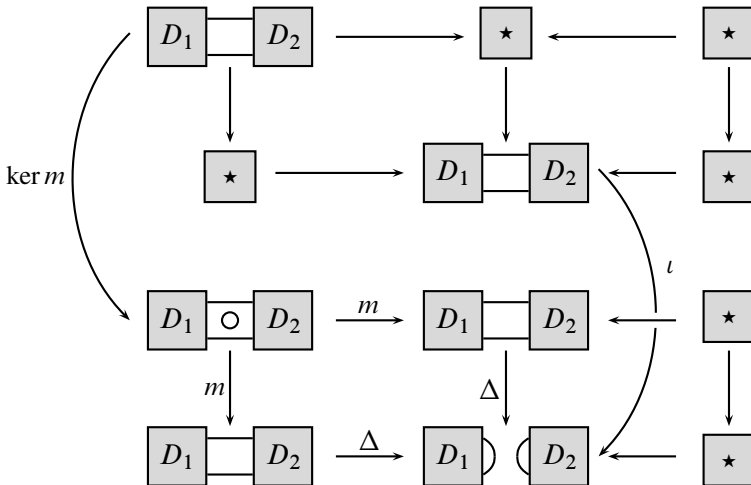 D₁ D₂ ⋆ ⋆
ker m ⋆ D₁ D₂ ⋆
ι
D₁ D₂ m D₁ D₂ ⋆
m Δ
D₁ D₂ Δ D₁ D₂ ⋆